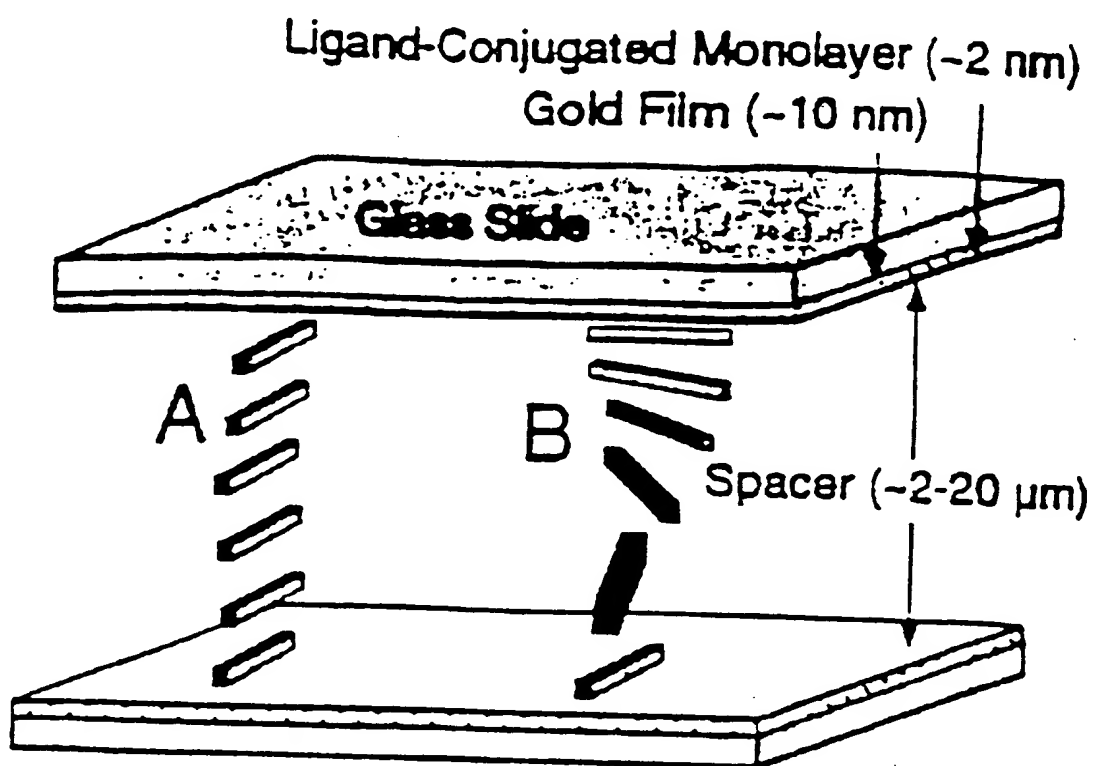 Ligand-Conjugated Monolayer (~2 nm)
Gold Film (~10 nm)
Glass Slide
A
B
Spacer (~2-20 µm)